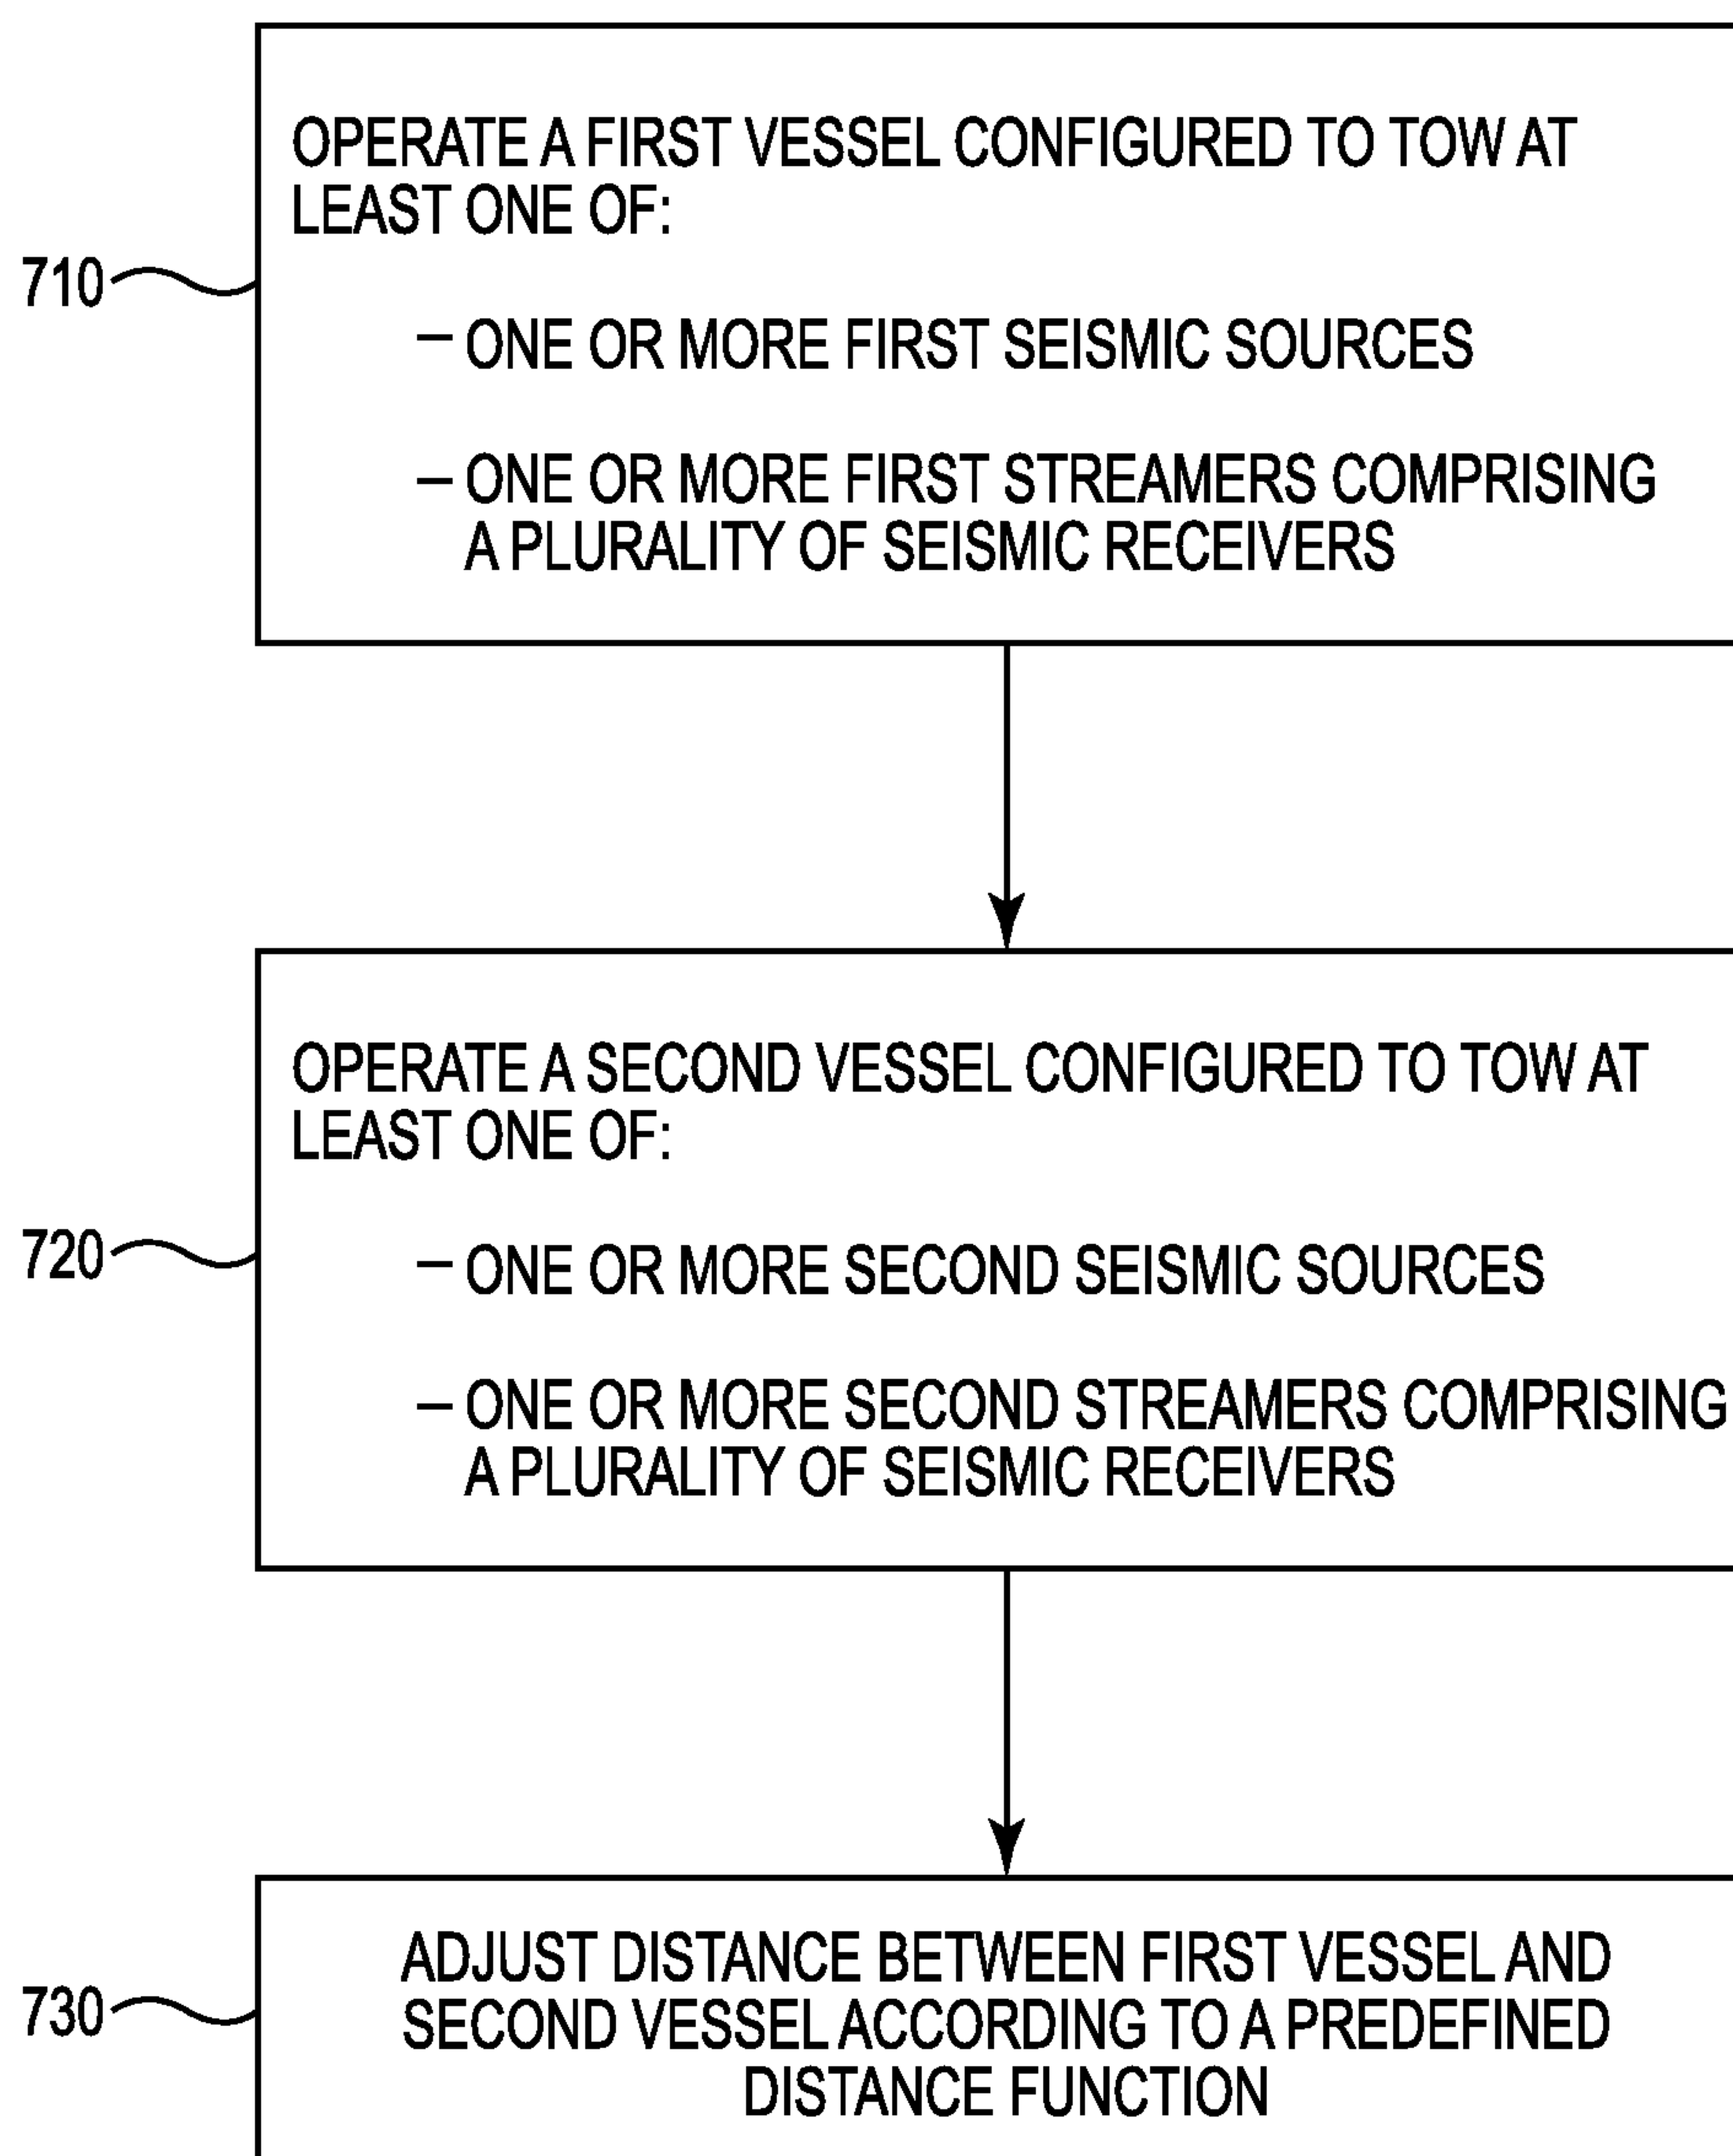 OPERATE A FIRST VESSEL CONFIGURED TO TOW AT
LEAST ONE OF:
710
— ONE OR MORE FIRST SEISMIC SOURCES
— ONE OR MORE FIRST STREAMERS COMPRISING
A PLURALITY OF SEISMIC RECEIVERS
OPERATE A SECOND VESSEL CONFIGURED TO TOW AT
LEAST ONE OF:
720
— ONE OR MORE SECOND SEISMIC SOURCES
— ONE OR MORE SECOND STREAMERS COMPRISING
A PLURALITY OF SEISMIC RECEIVERS
730
ADJUST DISTANCE BETWEEN FIRST VESSEL AND
SECOND VESSEL ACCORDING TO A PREDEFINED
DISTANCE FUNCTION